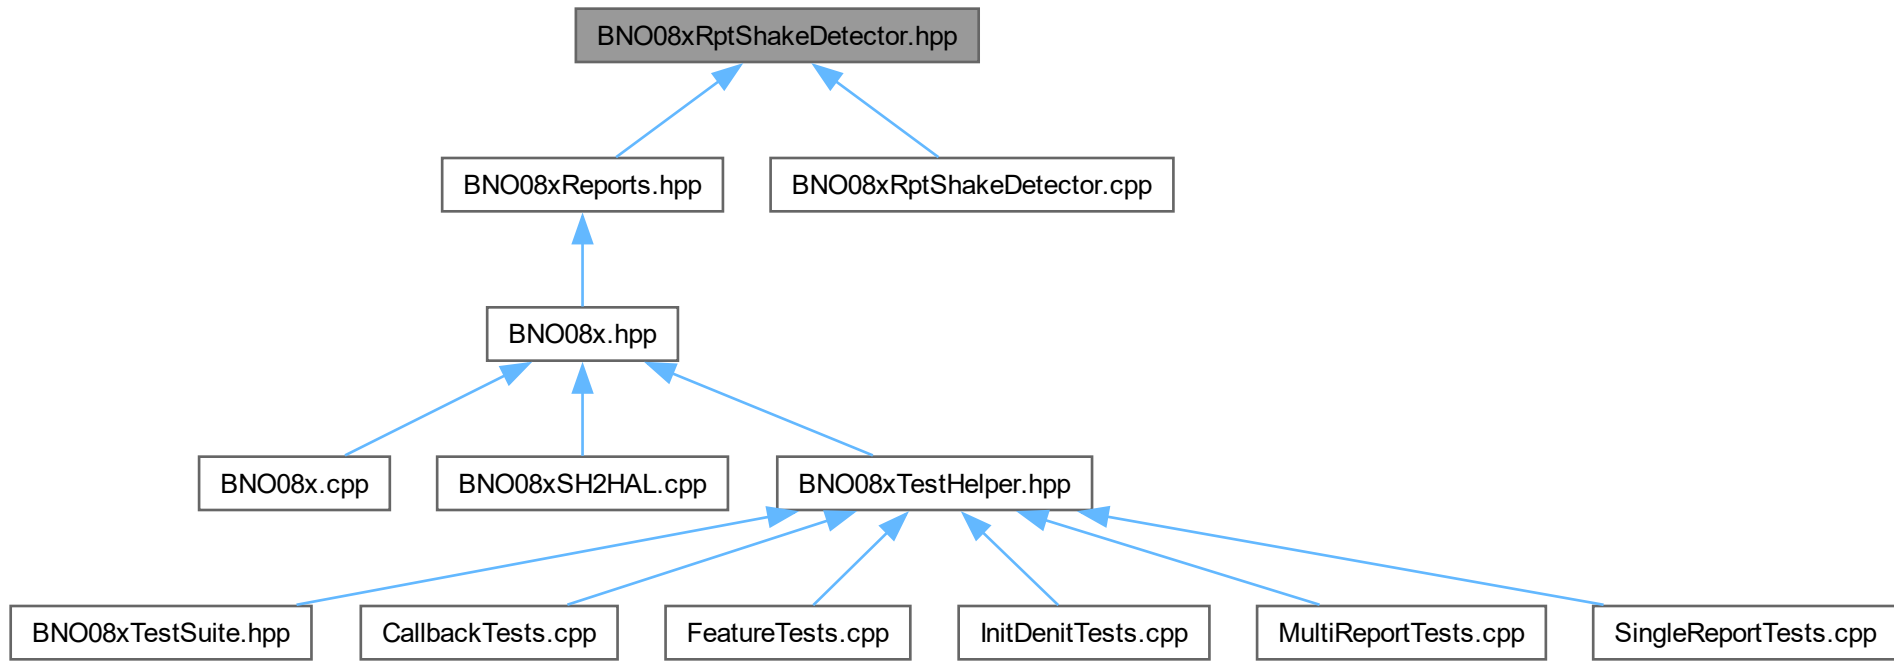 BNO08xRptShakeDetector.hpp
BNO08xReports.hpp
BNO08xRptShakeDetector.cpp
BNO08x.hpp
BNO08x.cpp
BNO08xSH2HAL.cpp
BNO08xTestHelper.hpp
BNO08xTestSuite.hpp
CallbackTests.cpp
FeatureTests.cpp
InitDenitTests.cpp
MultiReportTests.cpp
SingleReportTests.cpp